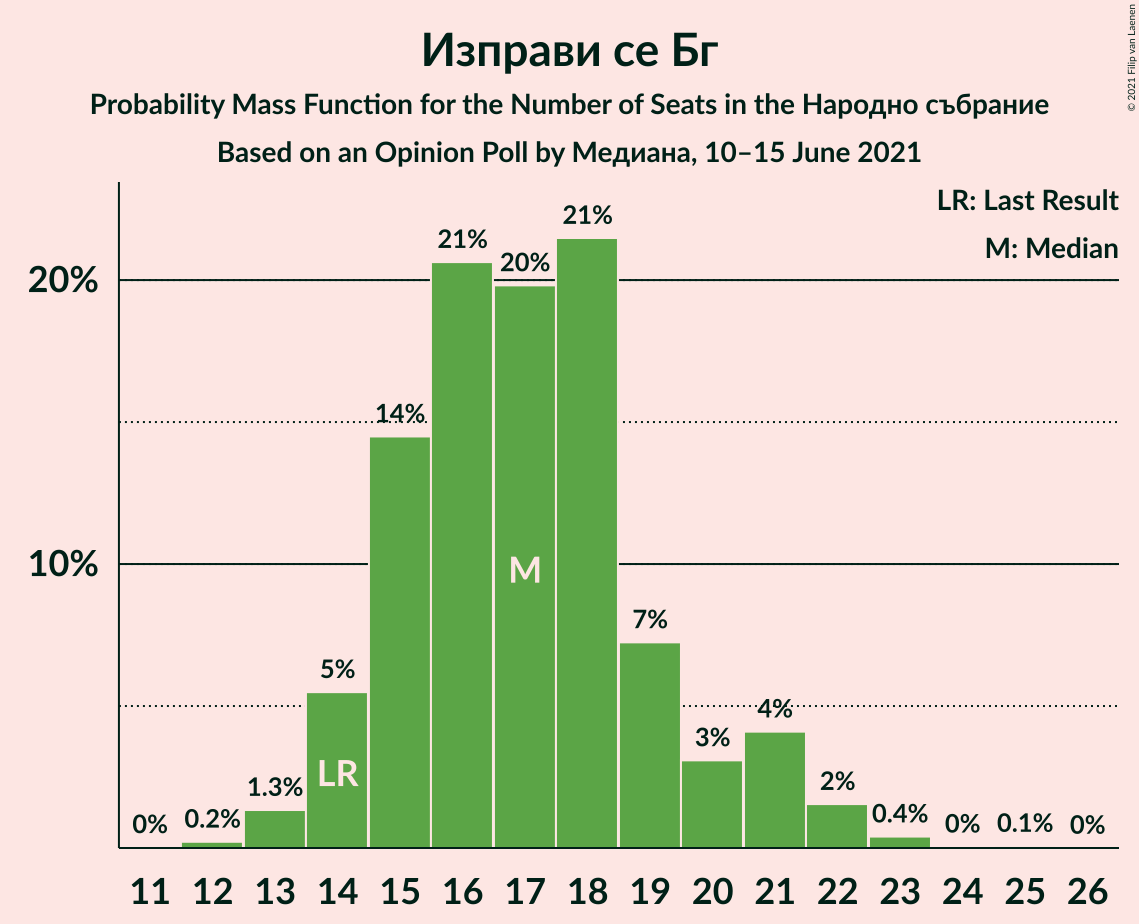 Изправи се Бг
Probability Mass Function for the Number of Seats in the Народно събрание
Based on an Opinion Poll by Медиана, 10–15 June 2021
© 2021 Filip van Laenen
LR: Last Result
M: Median
20%
10%
0%
0.2%
1.3%
5%
14%
21%
20%
21%
7%
3%
4%
2%
0.4%
0%
0.1%
0%
LR
M
11 12 13 14 15 16 17 18 19 20 21 22 23 24 25 26